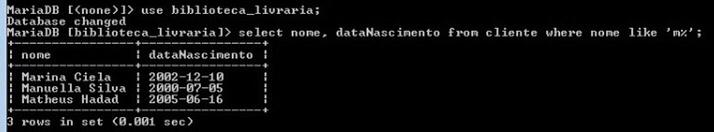 MariaDB [(none)]> use biblioteca_livraria;
Database changed
MariaDB [biblioteca_livraria]> select nome, dataNascimento from cliente where nome like 'm%';
+----------------+----------------+
| nome           | dataNascimento |
+----------------+----------------+
| Marina Ciela   | 2002-12-10     |
| Manuella Silva | 2000-07-05     |
| Matheus Hadad  | 2005-06-16     |
+----------------+----------------+
3 rows in set (0.001 sec)